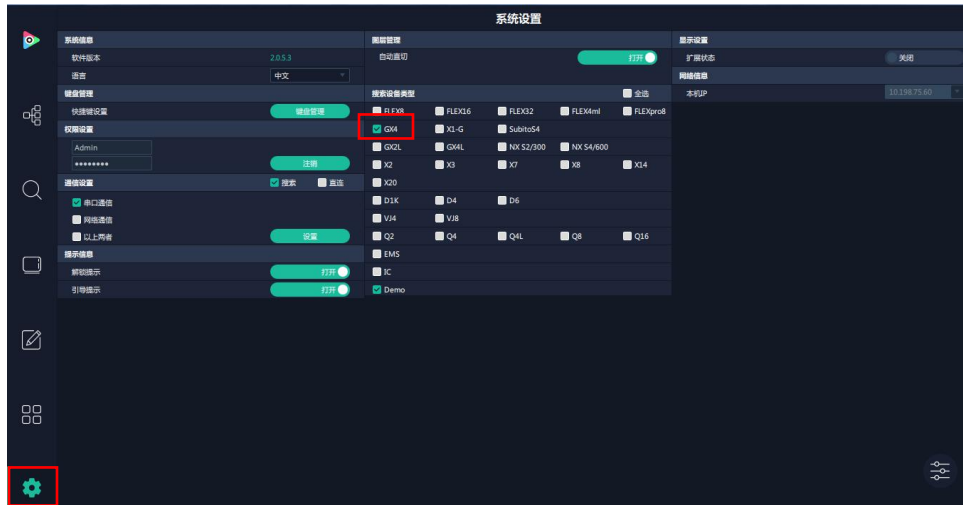 系统设置
系统信息
软件版本 2.0.5.3
语言 中文
键盘管理
快捷键设置 键盘管理
权限设置
Admin
•••••••• 注销
通信设置 搜索 直连
串口通信
网络通信
以上两者 设置
提示信息
解锁提示 打开
引导提示 打开
图层管理
自动直切 打开
搜索设备类型 全选
FLEX8 FLEX16 FLEX32 FLEX4ml FLEXpro8
GX4 X1-G SubitoS4
GX2L GX4L NX S2/300 NX S4/600
X2 X3 X7 X8 X14
X20
D1K D4 D6
VJ4 VJ8
Q2 Q4 Q4L Q8 Q16
EMS
IC
Demo
显示设置
扩展状态 关闭
网络信息
本机IP 10.198.75.60